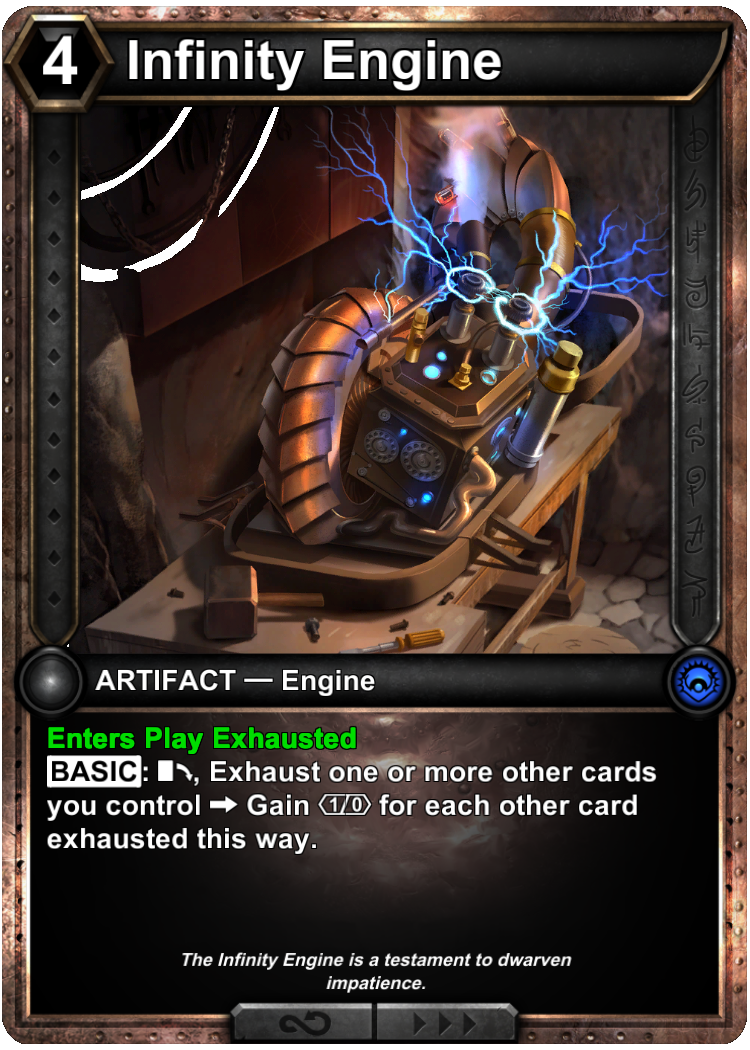 4 Infinity Engine
ARTIFACT — Engine
Enters Play Exhausted
BASIC: , Exhaust one or more other cards
you control ➡ Gain 1/0 for each other card
exhausted this way.
The Infinity Engine is a testament to dwarven
impatience.